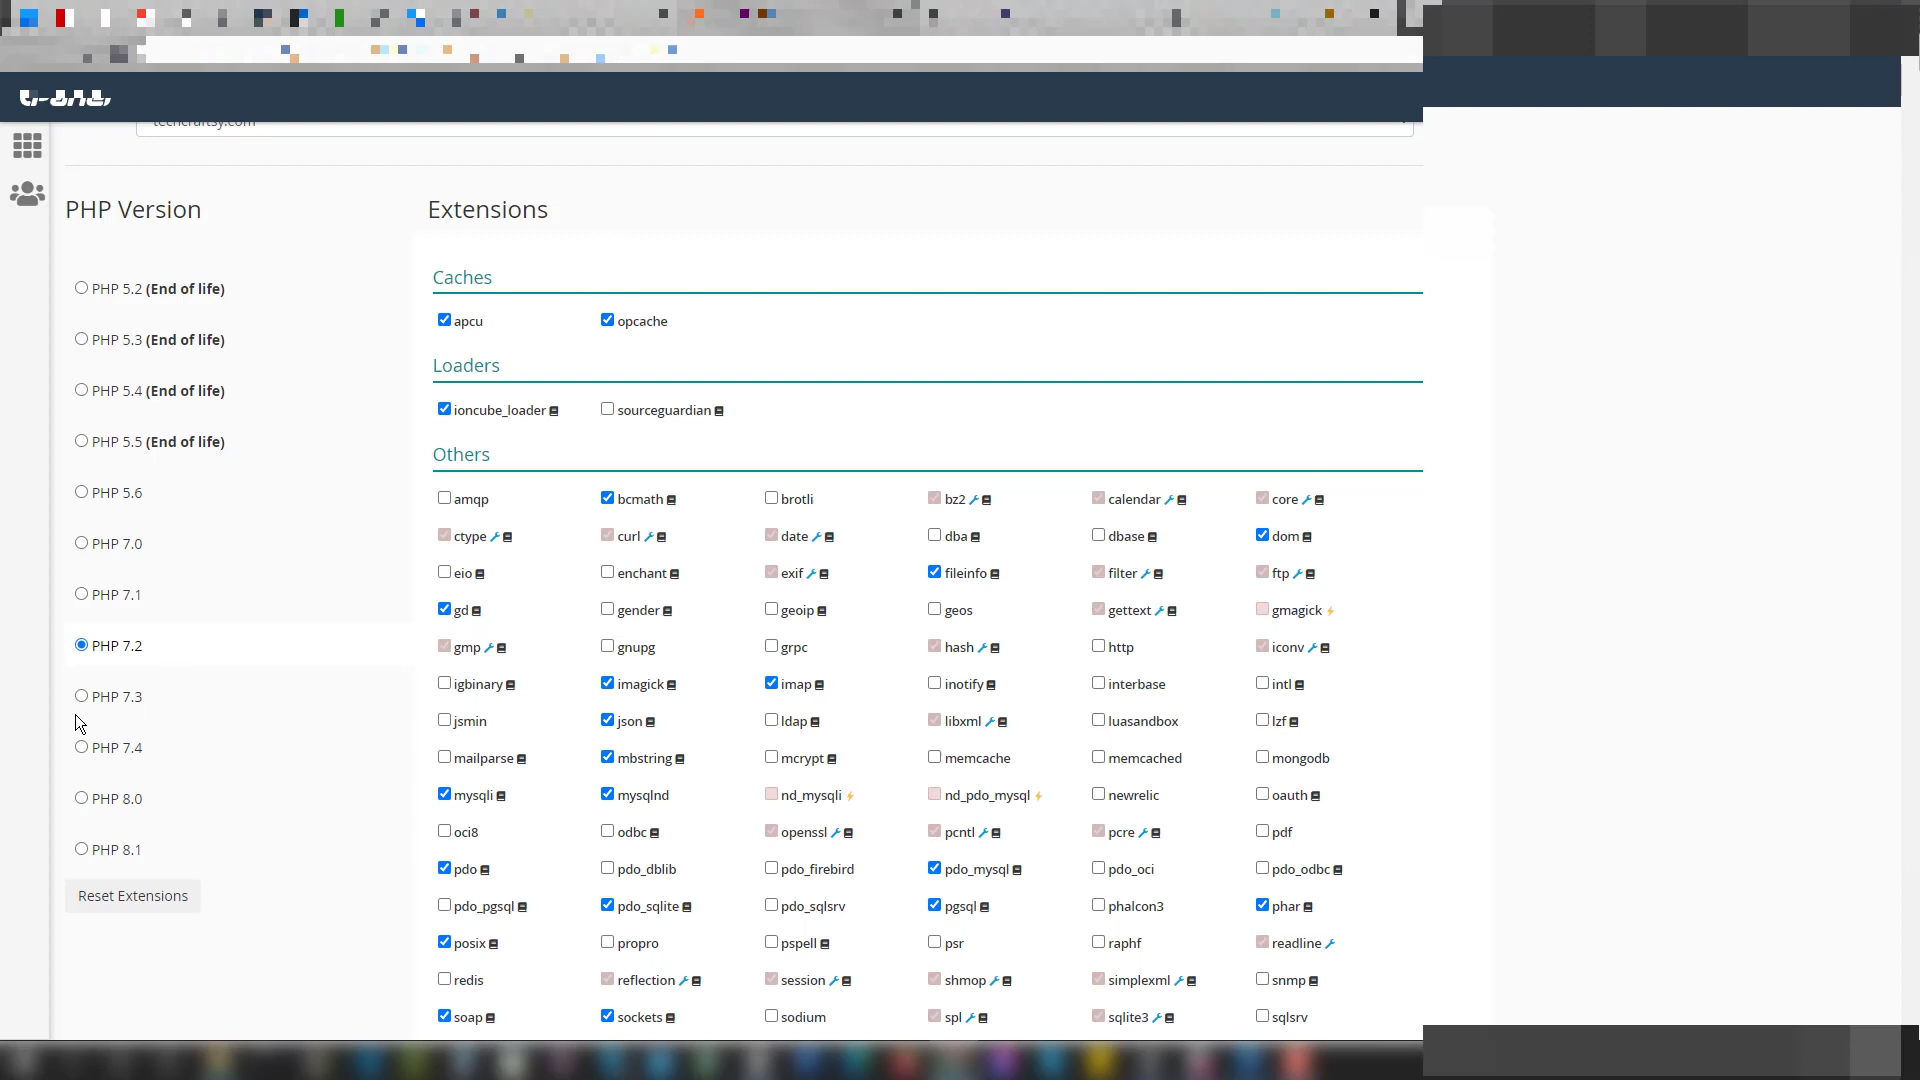 techcraftsy.com
PHP Version
Extensions
PHP 5.2 (End of life)
PHP 5.3 (End of life)
PHP 5.4 (End of life)
PHP 5.5 (End of life)
PHP 5.6
PHP 7.0
PHP 7.1
PHP 7.2
PHP 7.3
PHP 7.4
PHP 8.0
PHP 8.1
Reset Extensions
Caches
apcu opcache
Loaders
ioncube_loader sourceguardian
Others
amqp bcmath brotli bz2 calendar core
ctype curl date dba dbase dom
eio enchant exif fileinfo filter ftp
gd gender geoip geos gettext gmagick
gmp gnupg grpc hash http iconv
igbinary imagick imap inotify interbase intl
jsmin json ldap libxml luasandbox lzf
mailparse mbstring mcrypt memcache memcached mongodb
mysqli mysqlnd nd_mysqli nd_pdo_mysql newrelic oauth
oci8 odbc openssl pcntl pcre pdf
pdo pdo_dblib pdo_firebird pdo_mysql pdo_oci pdo_odbc
pdo_pgsql pdo_sqlite pdo_sqlsrv pgsql phalcon3 phar
posix propro pspell psr raphf readline
redis reflection session shmop simplexml snmp
soap sockets sodium spl sqlite3 sqlsrv